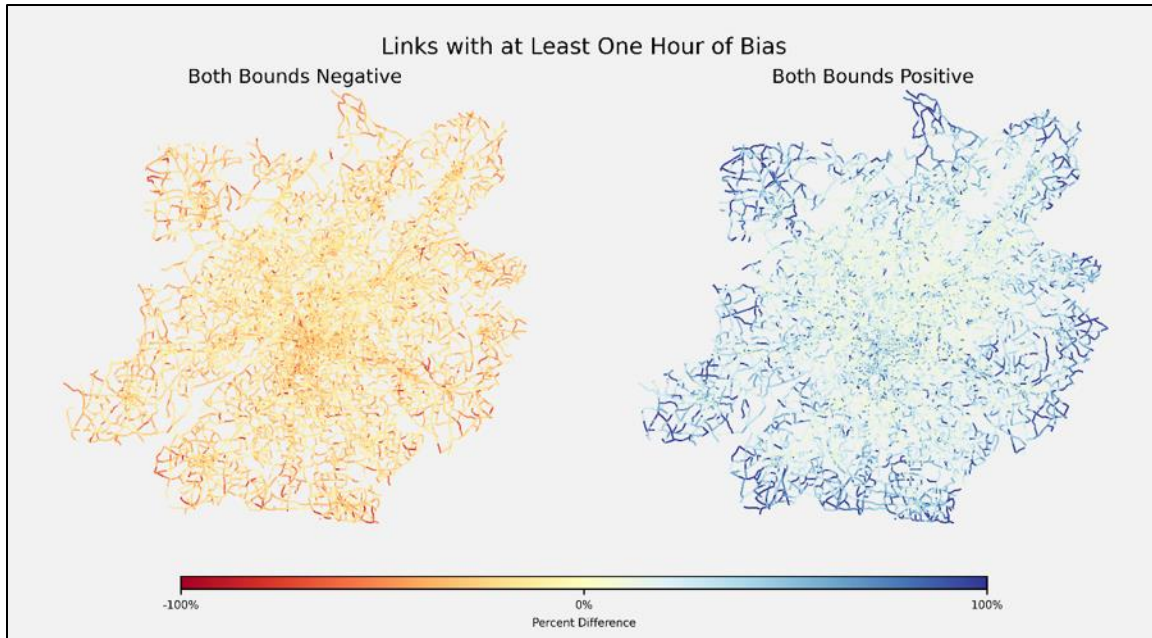 Links with at Least One Hour of Bias
Both Bounds Negative
Both Bounds Positive
-100%
0%
100%
Percent Difference